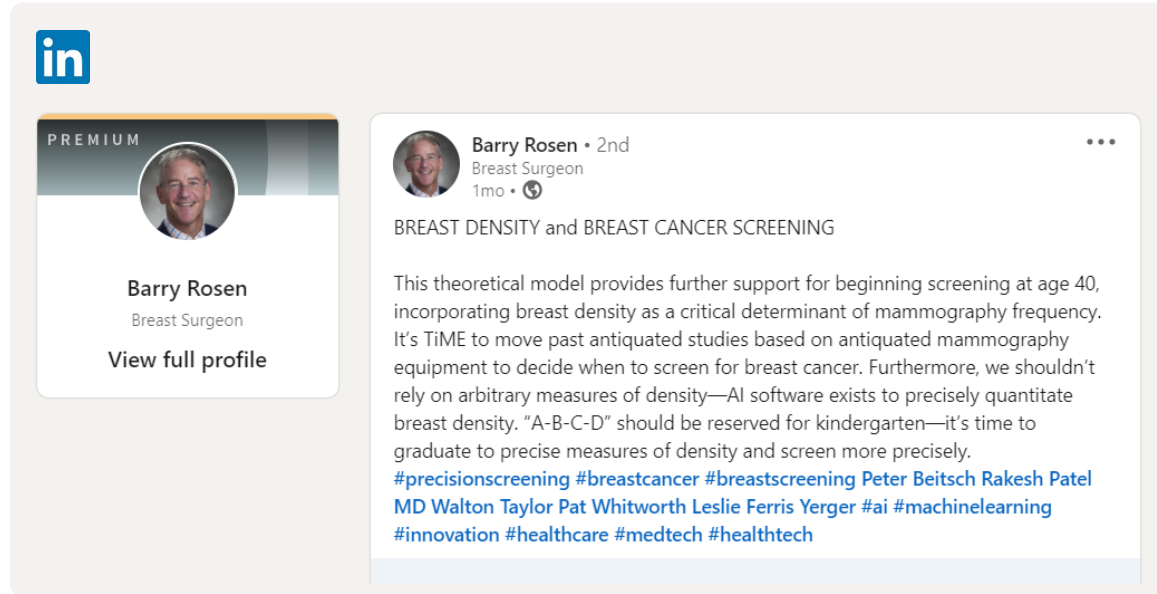 in
PREMIUM
Barry Rosen
Breast Surgeon
View full profile
Barry Rosen • 2nd
Breast Surgeon
1mo •
BREAST DENSITY and BREAST CANCER SCREENING
This theoretical model provides further support for beginning screening at age 40,
incorporating breast density as a critical determinant of mammography frequency.
It’s TiME to move past antiquated studies based on antiquated mammography
equipment to decide when to screen for breast cancer. Furthermore, we shouldn’t
rely on arbitrary measures of density—AI software exists to precisely quantitate
breast density. “A-B-C-D” should be reserved for kindergarten—it’s time to
graduate to precise measures of density and screen more precisely.
#precisionscreening #breastcancer #breastscreening Peter Beitsch Rakesh Patel
MD Walton Taylor Pat Whitworth Leslie Ferris Yerger #ai #machinelearning
#innovation #healthcare #medtech #healthtech